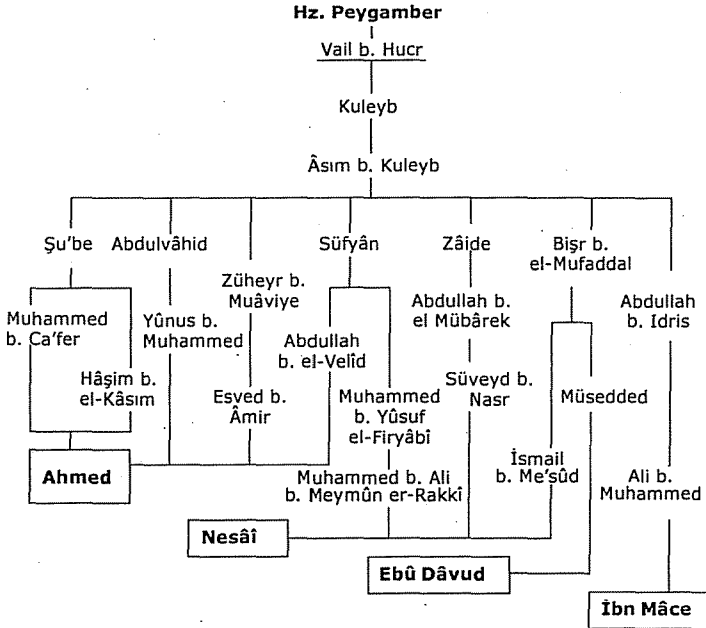 Hz. Peygamber
Vail b. Hucr
Kuleyb
Âsım b. Kuleyb
Şu'be
Abdulvâhid
Süfyân
Zâide
Bişr b.
el-Mufaddal
Züheyr b.
Muâviye
Abdullah b.
el Mübârek
Abdullah
b. Idris
Muhammed
b. Ca'fer
Yûnus b.
Muhammed
Abdullah
b. el-Velîd
Hâşim b.
el-Kâsım
Esved b.
Âmir
Muhammed
b. Yûsuf
el-Firyâbî
Süveyd b.
Nasr
Müsedded
Muhammed b. Ali
b. Meymûn er-Rakkî
İsmail
b. Me'sûd
Ali b.
Muhammed
Ahmed
Nesâî
Ebû Dâvud
İbn Mâce